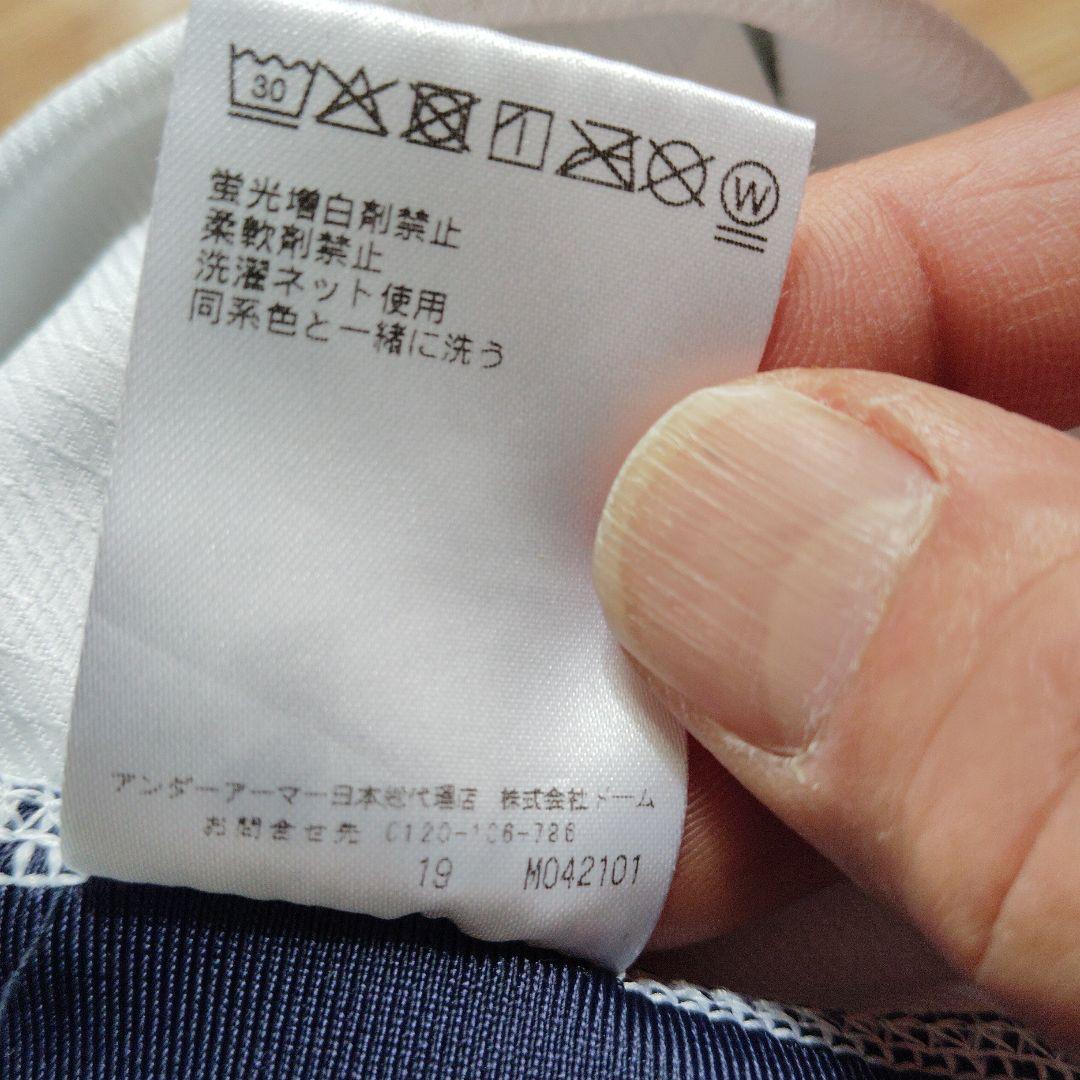 30
W
蛍光増白剤禁止
柔軟剤禁止
洗濯ネット使用
同系色と一緒に洗う
アンダーアーマー日本総代理店 株式会社ドーム
お問合せ先 0120-106-786
19 M042101